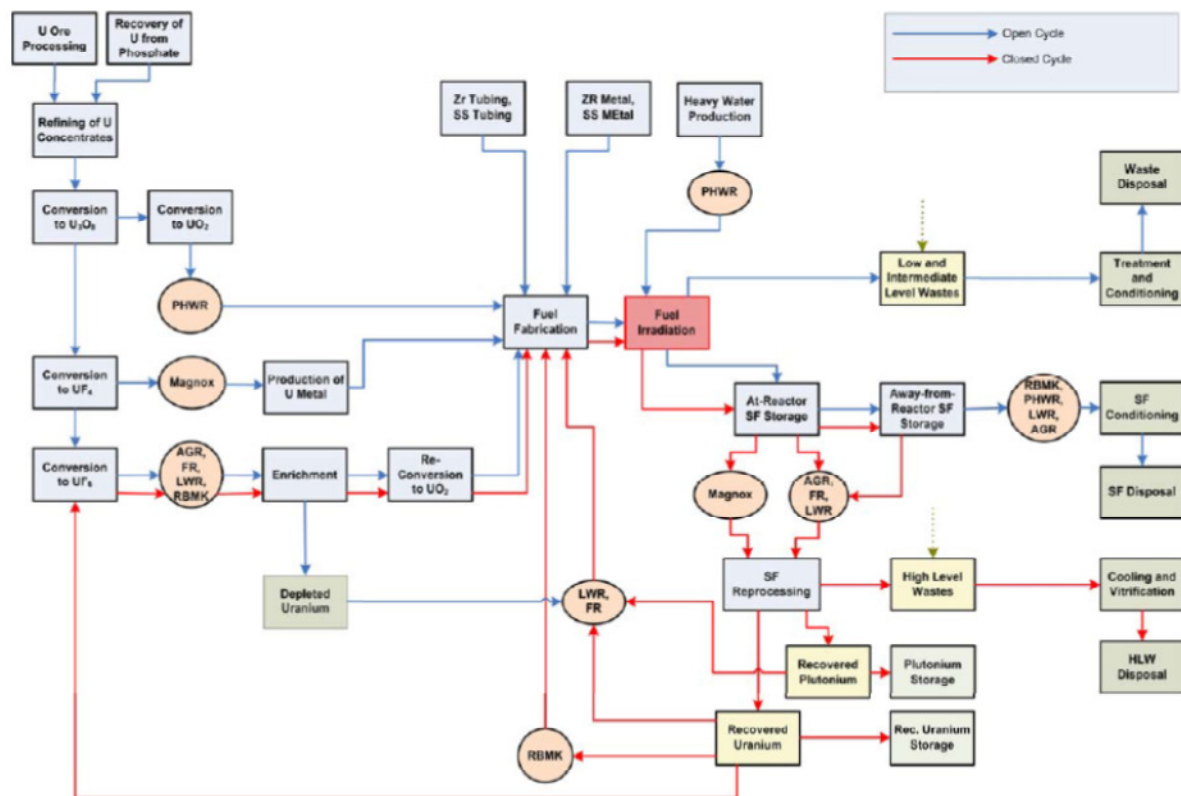 U Ore
Processing
Recovery of
U from
Phosphate
Open Cycle
Closed Cycle
Zr Tubing,
SS Tubing
ZR Metal,
SS MEtal
Heavy Water
Production
Refining of U
Concentrates
Waste
Disposal
PHWR
Conversion
to U₃O₈
Conversion
to UO₂
Low and
Intermediate
Level Wastes
Treatment
and
Conditioning
PHWR
Fuel
Fabrication
Fuel
Irradiation
Conversion
to UF₄
Magnox
Production of
U Metal
At-Reactor
SF Storage
Away-from-
Reactor SF
Storage
RBMK,
PHWR,
LWR,
AGR
SF
Conditioning
Conversion
to UF₆
AGR,
FR,
LWR,
RBMK
Enrichment
Re-
Conversion
to UO₂
Magnox
AGR,
FR,
LWR
SF Disposal
Depleted
Uranium
LWR,
FR
SF
Reprocessing
High Level
Wastes
Cooling and
Vitrification
Recovered
Plutonium
Plutonium
Storage
HLW
Disposal
RBMK
Recovered
Uranium
Rec. Uranium
Storage